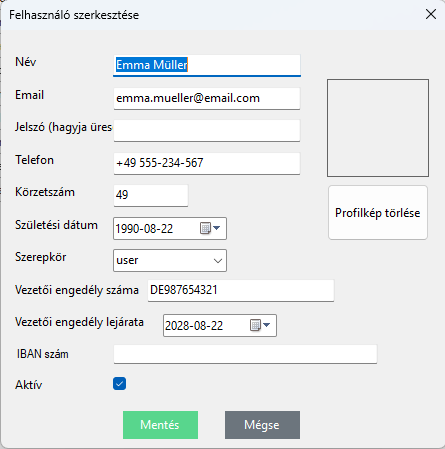 Felhasználó szerkesztése
Név Emma Müller
Email emma.mueller@email.com
Jelszó (hagyjaürese
Telefon +49 555-234-567
Körzetszám 49
Profilkép törlése
Születési dátum 1990-08-22
Szerepkör user
Vezetői engedély száma DE987654321
Vezetői engedély lejárata 2028-08-22
IBAN szám
Aktív
Mentés Mégse